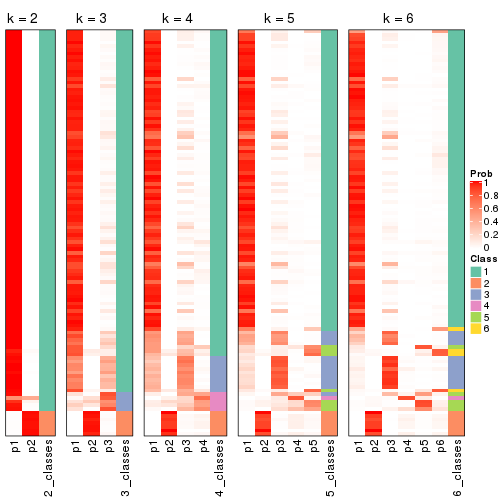 k = 2
k = 3
k = 4
k = 5
k = 6
p1
p2
2_classes
p1
p2
p3
3_classes
p1
p2
p3
p4
4_classes
p1
p2
p3
p4
p5
5_classes
p1
p2
p3
p4
p5
p6
6_classes
Prob
1
0.8
0.6
0.4
0.2
0
Class
1
2
3
4
5
6